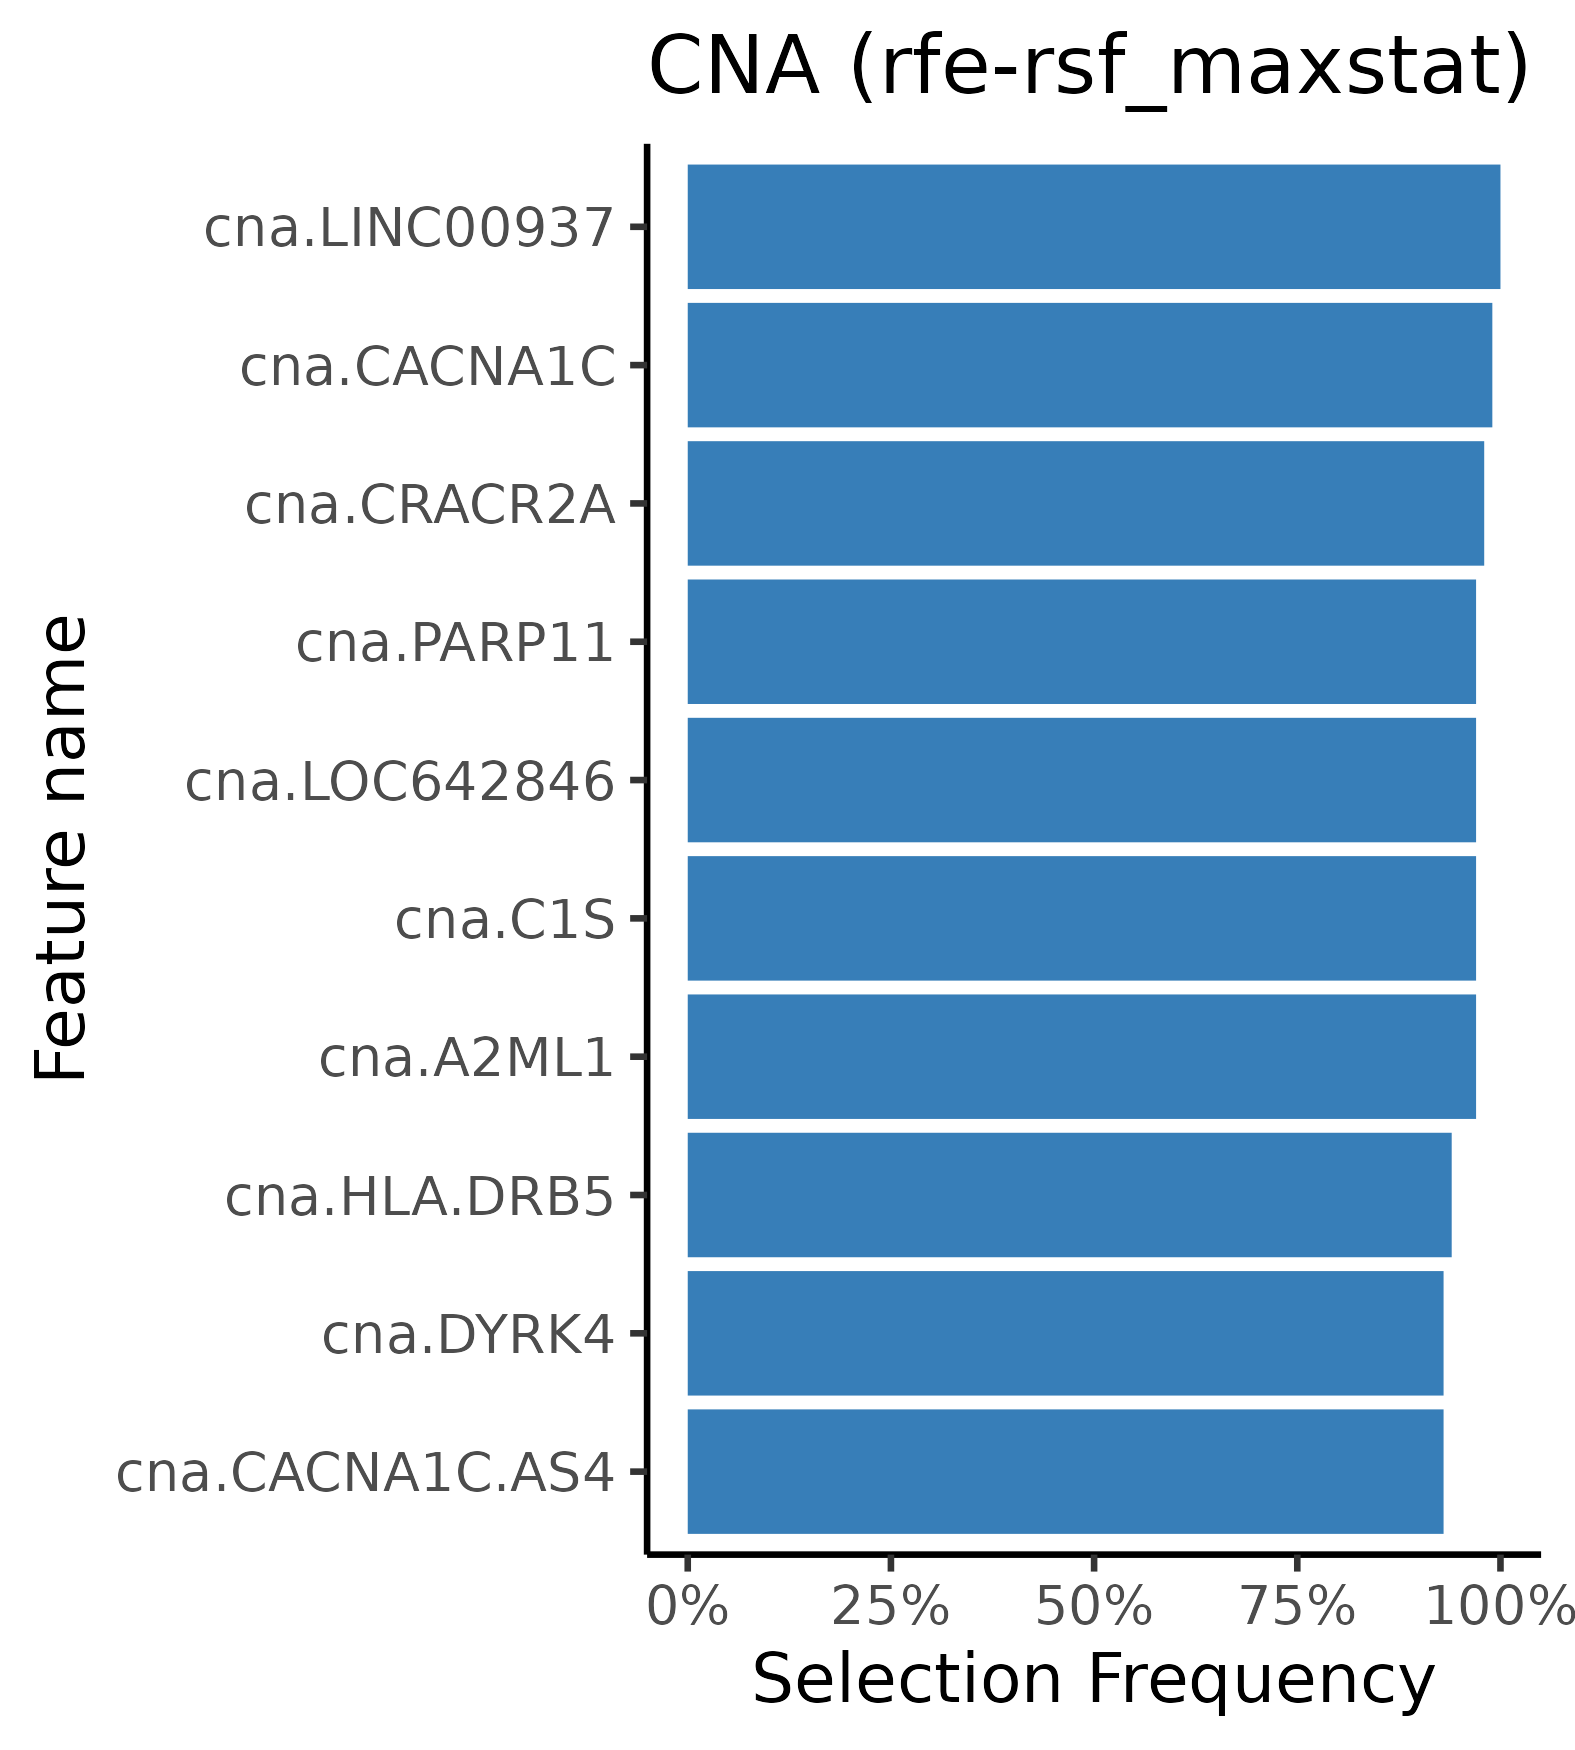 CNA (rfe-rsf_maxstat)
Feature name
cna.LINC00937
cna.CACNA1C
cna.CRACR2A
cna.PARP11
cna.LOC642846
cna.C1S
cna.A2ML1
cna.HLA.DRB5
cna.DYRK4
cna.CACNA1C.AS4
0% 25% 50% 75% 100%
Selection Frequency